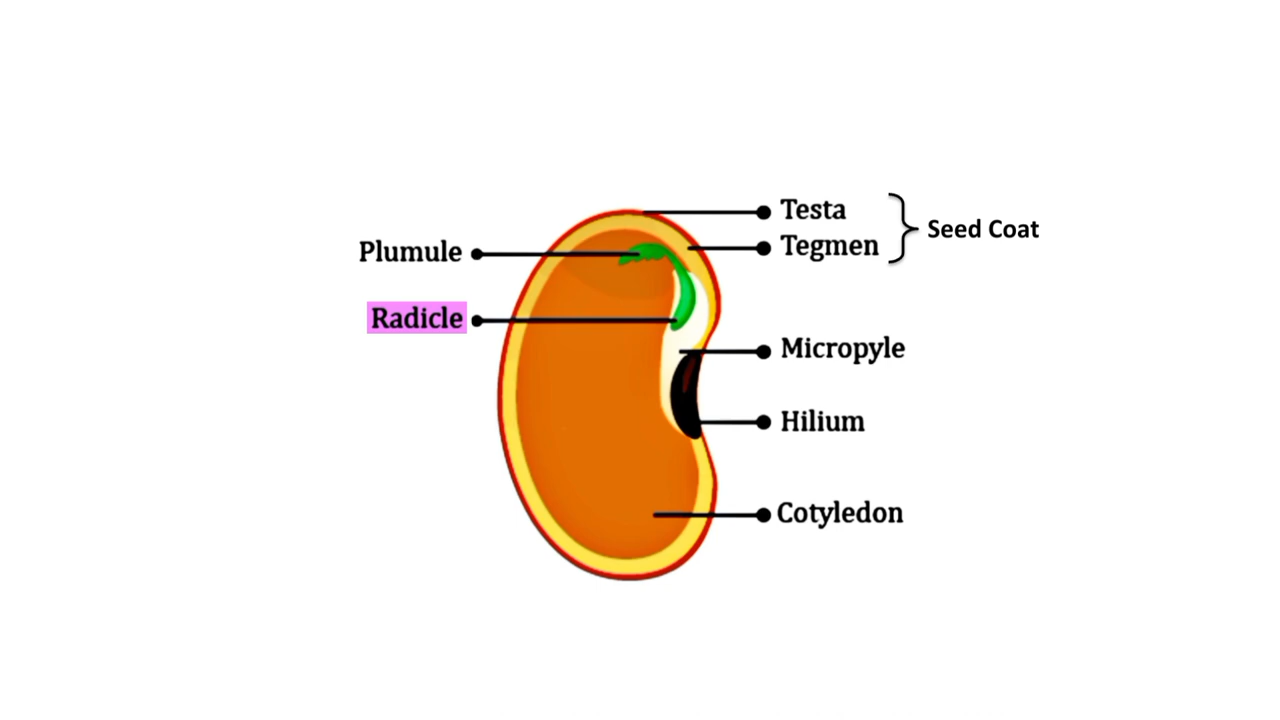 Testa
Tegmen
Seed Coat
Plumule
Radicle
Micropyle
Hilium
Cotyledon